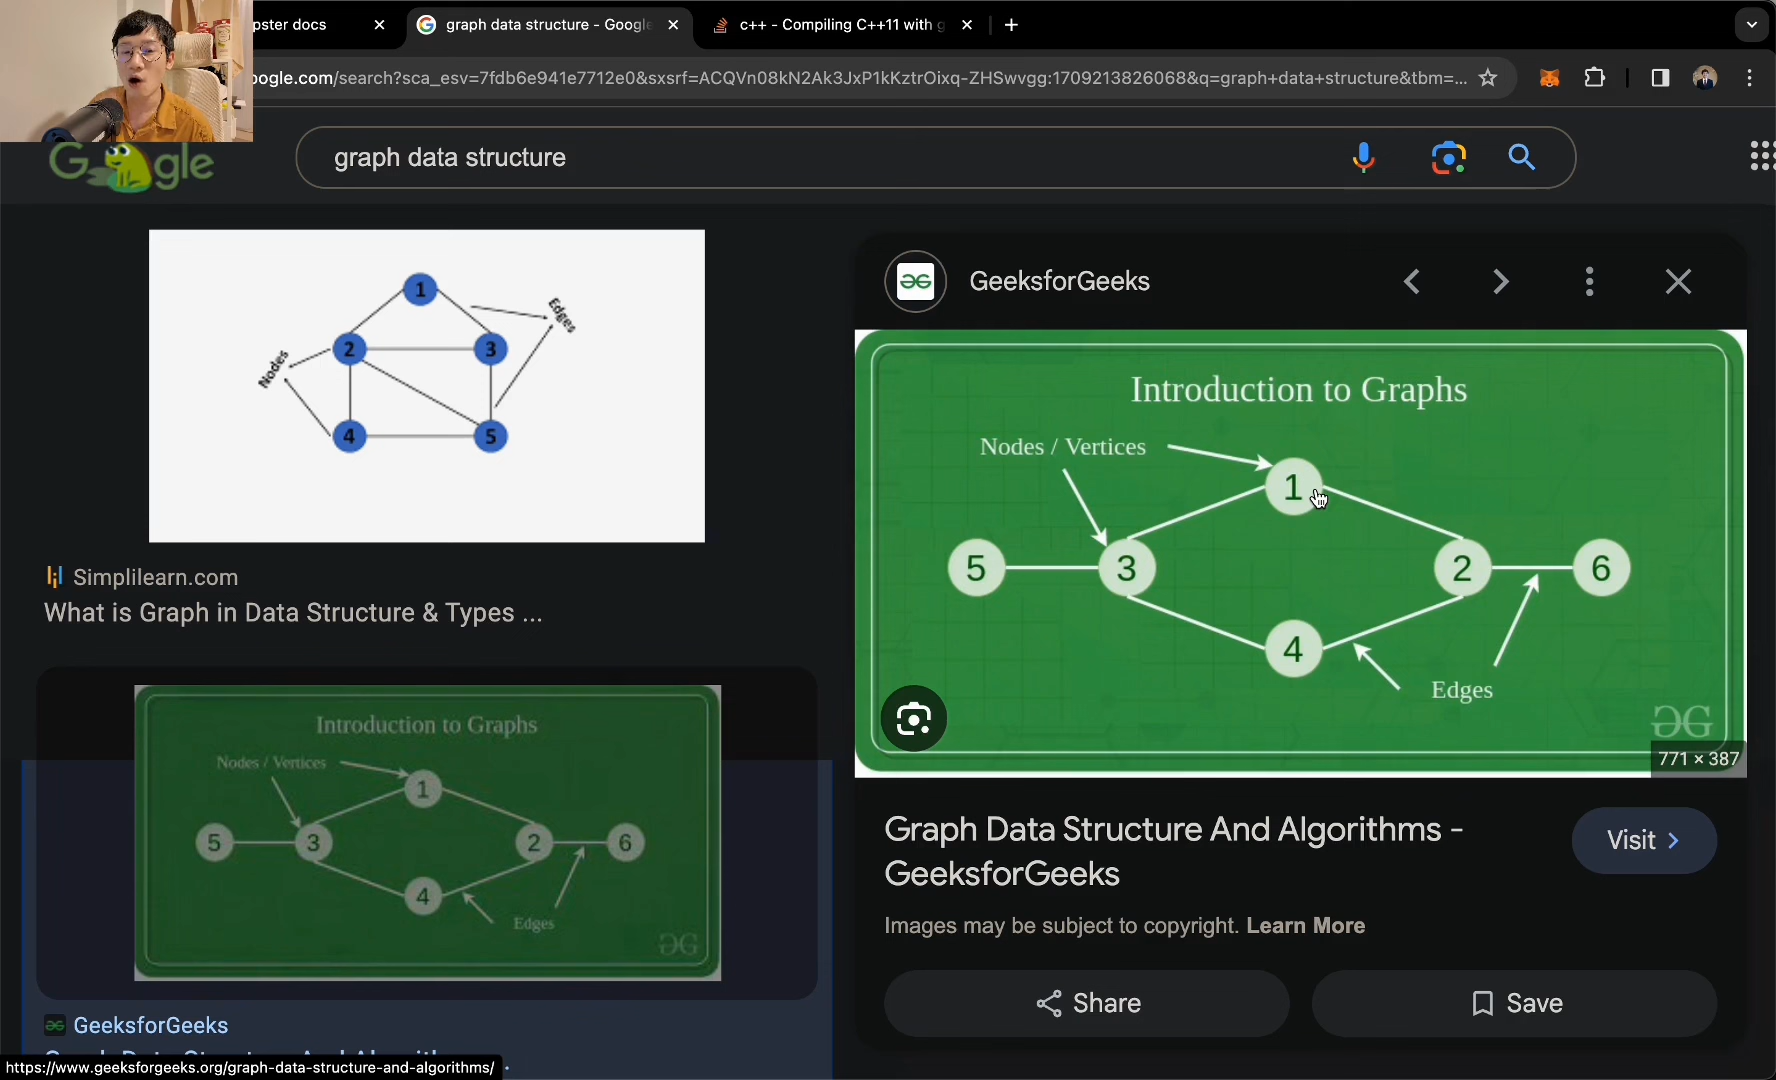 pster docs
graph data structure - Google
c++ - Compiling C++11 with g
oogle.com/search?sca_esv=7fdb6e941e7712e0&sxsrf=ACQVn08kN2Ak3JxP1kKztrOixq-ZHSwvgg:1709213826068&q=graph+data+structure&tbm=...
Google
graph data structure
1
2
3
4
5
Nodes
Edges
Simplilearn.com
What is Graph in Data Structure & Types ...
Introduction to Graphs
Nodes / Vertices
1
5
3
2
6
4
Edges
GeeksforGeeks
GeeksforGeeks
Introduction to Graphs
Nodes / Vertices
1
5
3
2
6
4
Edges
771 × 387
Graph Data Structure And Algorithms -
GeeksforGeeks
Visit
Images may be subject to copyright. Learn More
Share
Save
https://www.geeksforgeeks.org/graph-data-structure-and-algorithms/